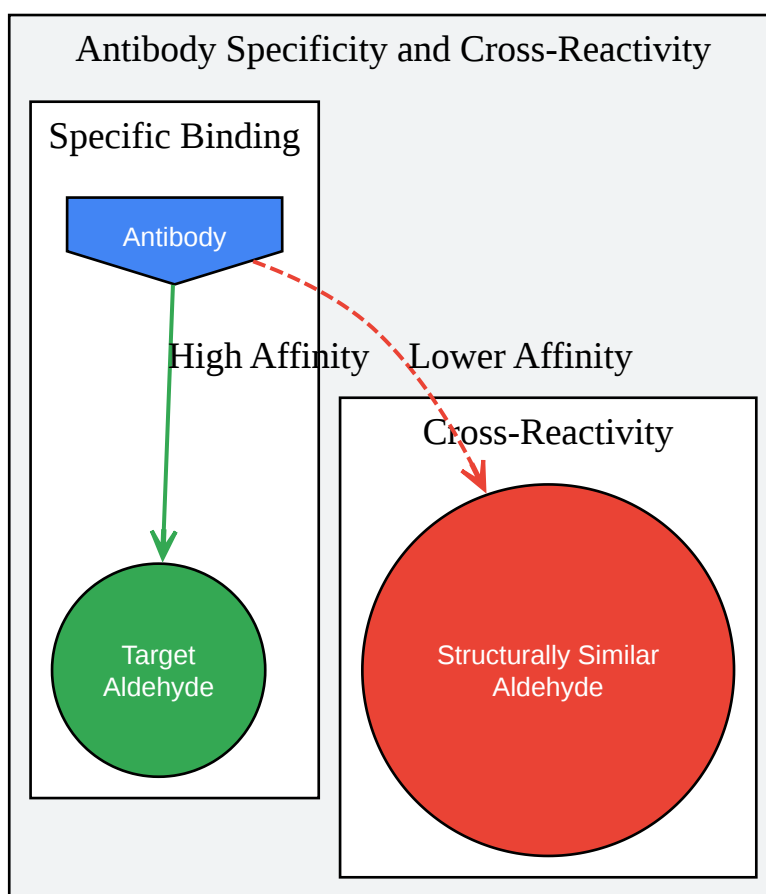 Antibody Specificity and Cross-Reactivity
Specific Binding
Antibody
High Affinity
Lower Affinity
Cross-Reactivity
Target
Aldehyde
Structurally Similar
Aldehyde